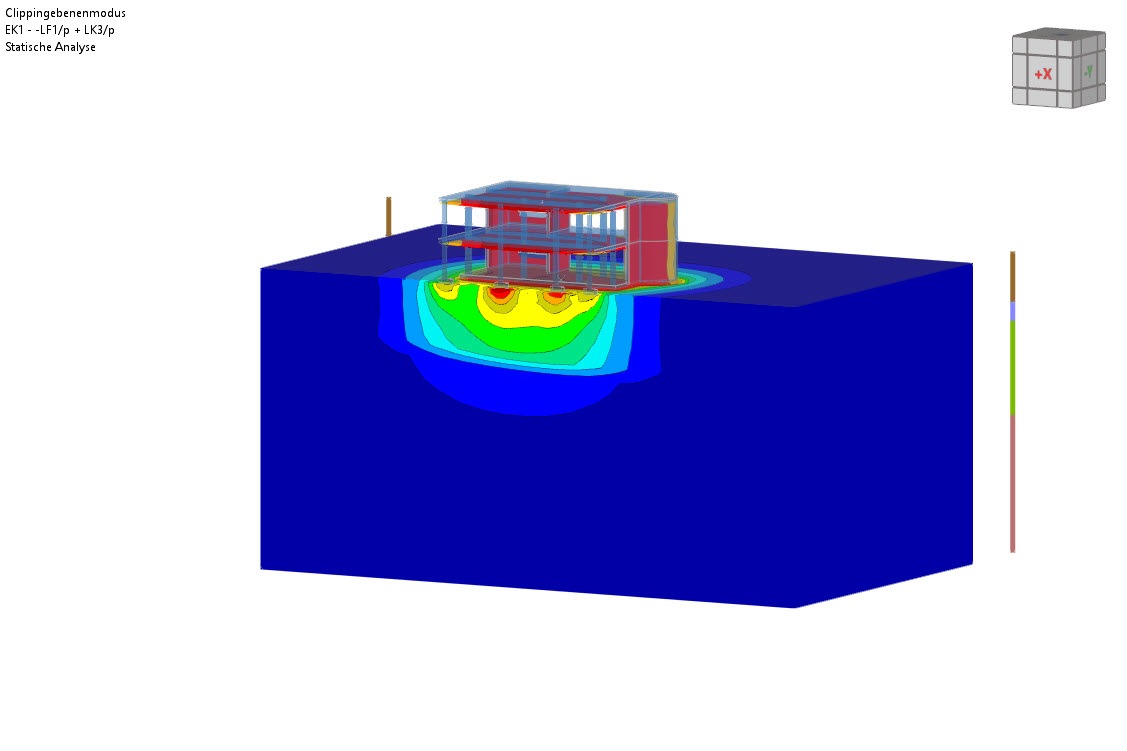 Clippingebenenmodus
EK1 - -LF1/p + LK3/p
Statische Analyse
+X
-Y